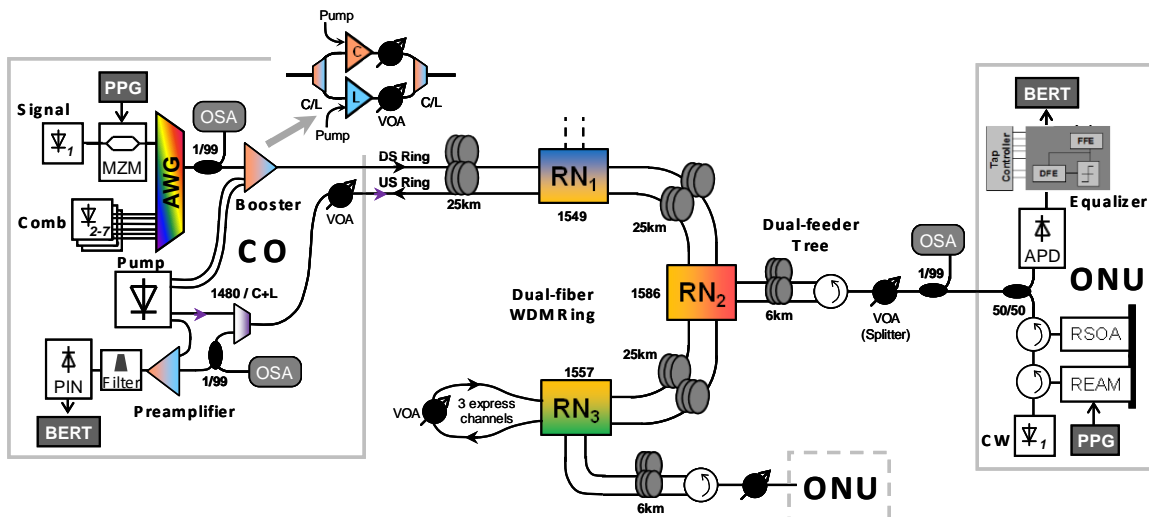 Pump
C
C/L
C/L
L
Pump
VOA
PPG
Signal
1
MZM
OSA
1/99
AWG
Booster
Comb
2-7
CO
Pump
1480 / C+L
VOA
PIN
Filter
1/99
OSA
Preamplifier
BERT
DS Ring
US Ring
25km
RN1
1549
25km
Dual-fiber
WDM Ring
1586
RN2
Dual-feeder
Tree
6km
VOA
(Splitter)
1/99
OSA
50/50
25km
1557
RN3
VOA
3 express
channels
6km
ONU
BERT
Tap
Controller
FFE
DFE
Equalizer
APD
ONU
RSOA
REAM
CW
1
PPG